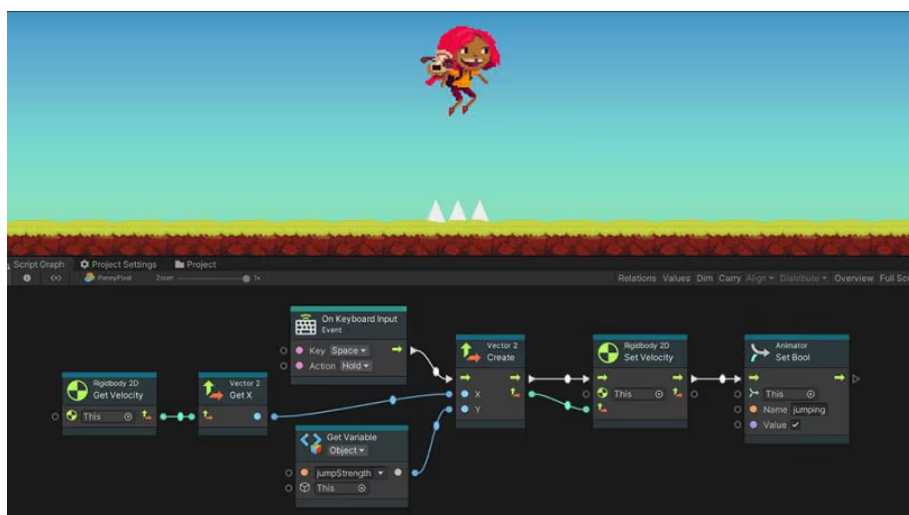 Script Graph Project Settings Project
PennyPixel Zoom 1x Relations Values Dim Carry Align Distribute Overview Full Scr
On Keyboard Input
Event
Key Space
Action Hold
Vector 2
Create
X
Y
Rigidbody 2D
Set Velocity
This
Animator
Set Bool
This
Name jumping
Value
Rigidbody 2D
Get Velocity
This
Vector 2
Get X
Get Variable
Object
jumpStrength
This